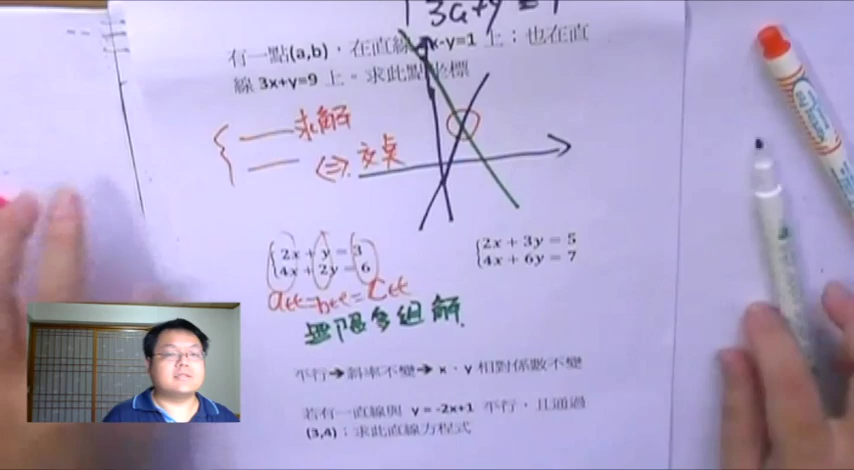 3a+y=
有一點(a,b)，在直線 x-y=1 上；也在直
線 3x+y=9 上。求此點坐標
求解
⇔ 交点
2x + y = 3
4x + 2y = 6
2x + 3y = 5
4x + 6y = 7
a比=b比=c比
無限多組解
平行➔斜率不變➔ x、y 相對係數不變
若有一直線與 y = -2x+1 平行，且通過
(3,4)；求此直線方程式